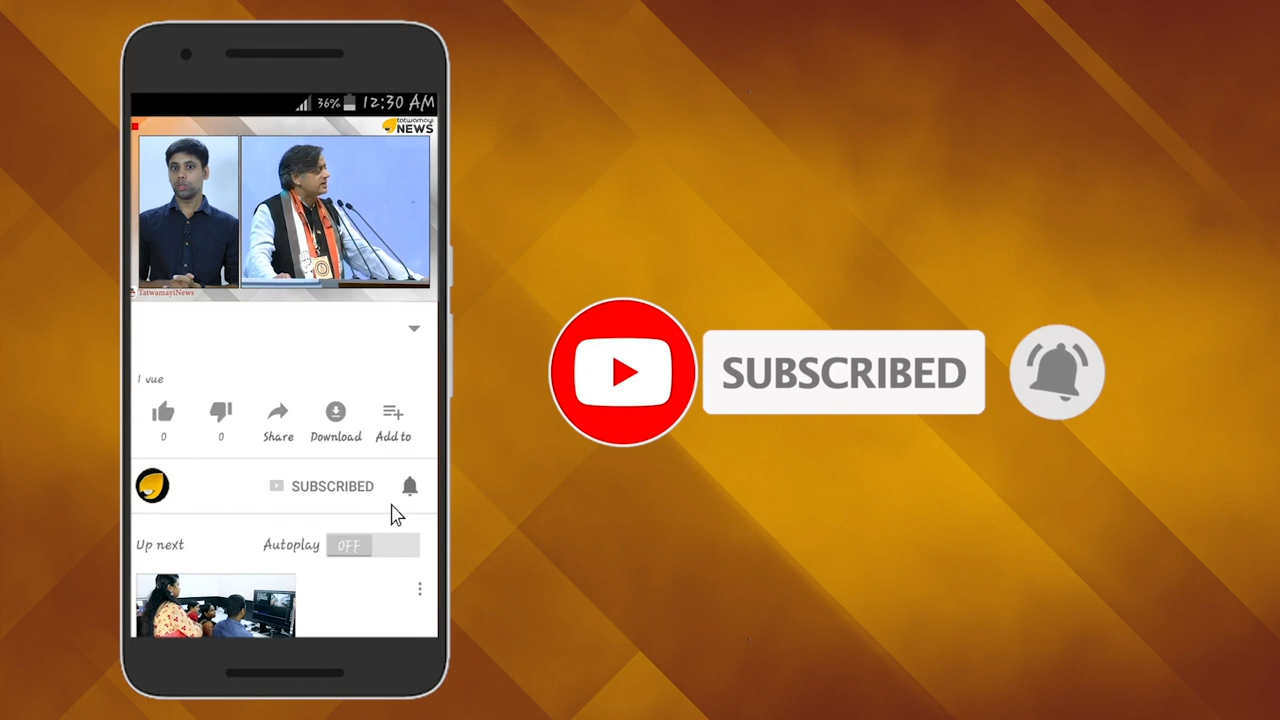 36% 12:30 AM
tatwamayi
NEWS
TatwamayiNews
1 vue
0 0 Share Download Add to
SUBSCRIBED
Up next Autoplay OFF
SUBSCRIBED